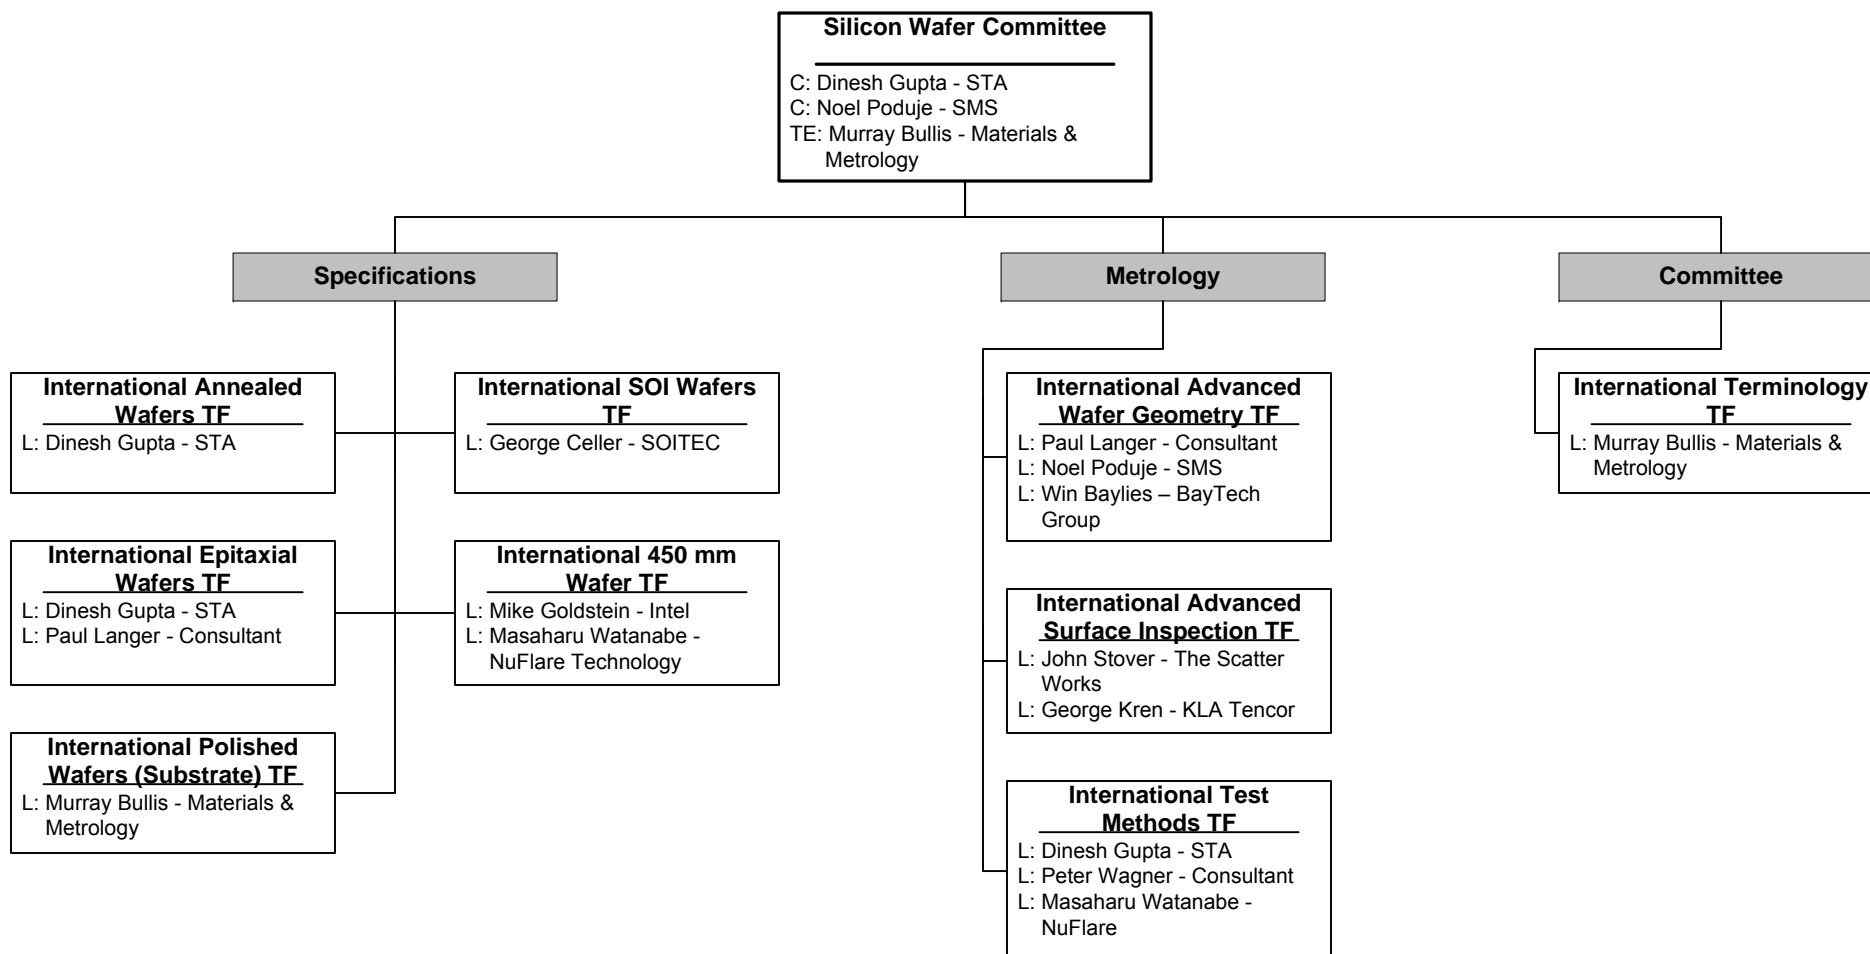 Silicon Wafer Committee
C: Dinesh Gupta - STA
C: Noel Poduje - SMS
TE: Murray Bullis - Materials &
Metrology
Specifications
Metrology
Committee
International Annealed
Wafers TF
L: Dinesh Gupta - STA
International SOI Wafers
TF
L: George Celler - SOITEC
International Advanced
Wafer Geometry TF
L: Paul Langer - Consultant
L: Noel Poduje - SMS
L: Win Baylies – BayTech
Group
International Terminology
TF
L: Murray Bullis - Materials &
Metrology
International Epitaxial
Wafers TF
L: Dinesh Gupta - STA
L: Paul Langer - Consultant
International 450 mm
Wafer TF
L: Mike Goldstein - Intel
L: Masaharu Watanabe -
NuFlare Technology
International Advanced
Surface Inspection TF
L: John Stover - The Scatter
Works
L: George Kren - KLA Tencor
International Polished
Wafers (Substrate) TF
L: Murray Bullis - Materials &
Metrology
International Test
Methods TF
L: Dinesh Gupta - STA
L: Peter Wagner - Consultant
L: Masaharu Watanabe -
NuFlare